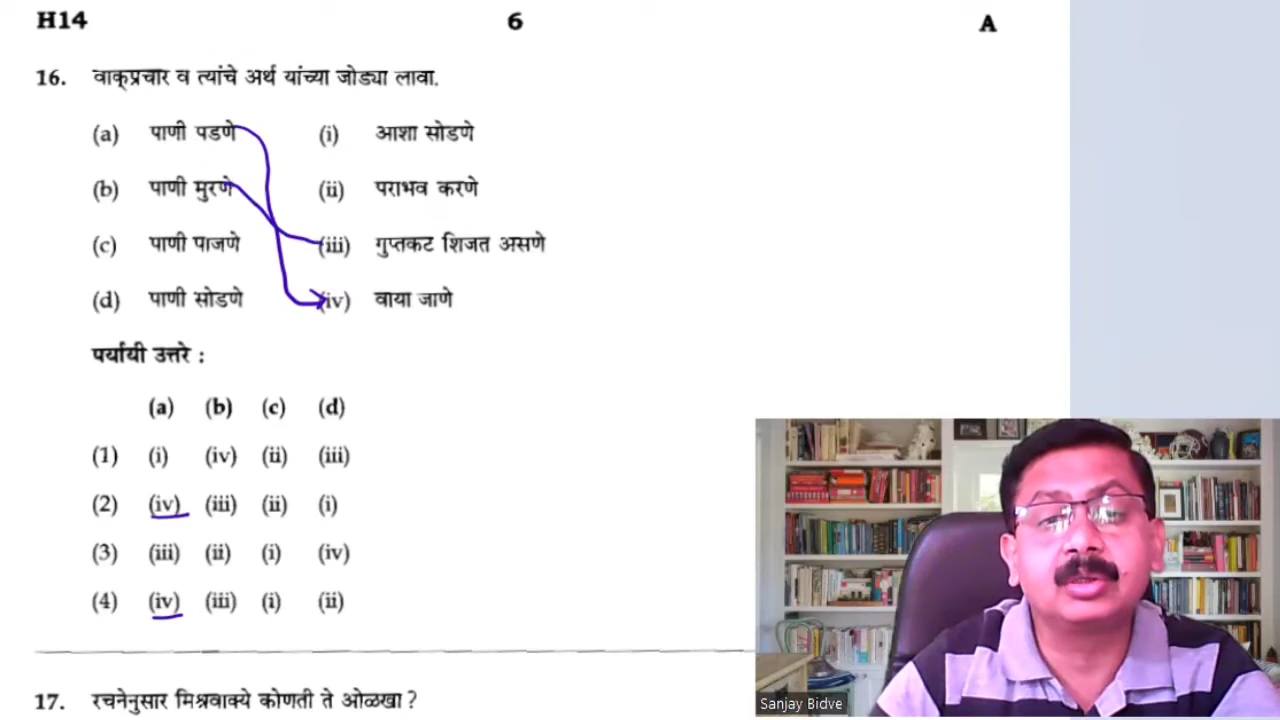 H14 6 A
16. वाक्प्रचार व त्यांचे अर्थ यांच्या जोड्या लावा.
(a) पाणी पडणे (i) आशा सोडणे
(b) पाणी मुरणे (ii) पराभव करणे
(c) पाणी पाजणे (iii) गुप्तकट शिजत असणे
(d) पाणी सोडणे (iv) वाया जाणे
पर्यायी उत्तरे :
(a) (b) (c) (d)
(1) (i) (iv) (ii) (iii)
(2) (iv) (iii) (ii) (i)
(3) (iii) (ii) (i) (iv)
(4) (iv) (iii) (i) (ii)
17. रचनेनुसार मिश्रवाक्ये कोणती ते ओळखा ?
Sanjay Bidve